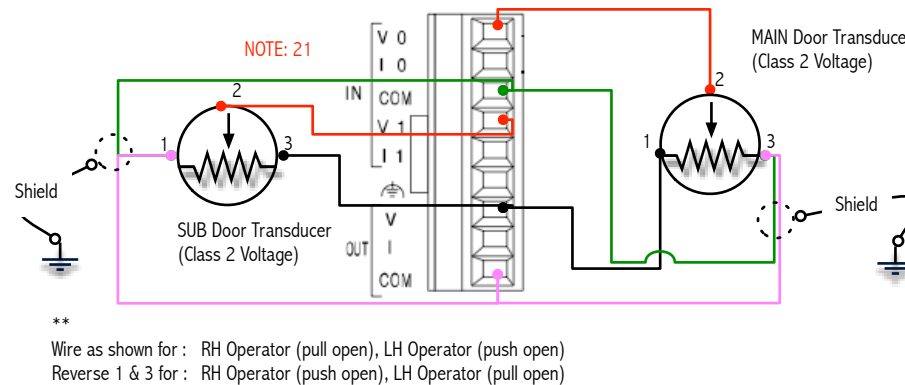 NOTE: 21
V 0
I 0
IN
COM
V 1
I 1
V
OUT
I
COM
MAIN Door Transduce
(Class 2 Voltage)
2
1
3
2
1
3
Shield
Shield
SUB Door Transducer
(Class 2 Voltage)
**
Wire as shown for : RH Operator (pull open), LH Operator (push open)
Reverse 1 & 3 for : RH Operator (push open), LH Operator (pull open)